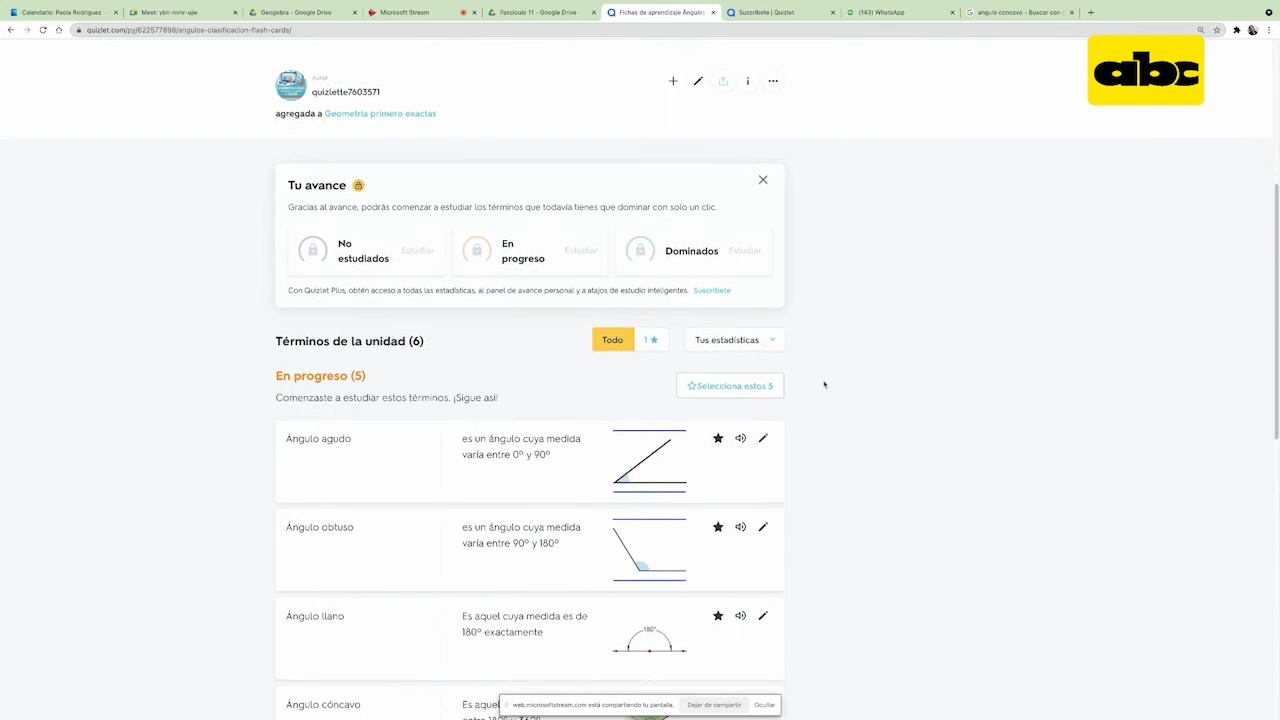 Calendario: Paola Rodriguez -
Meet: ybn-nvnr-ujw
Geogebra - Google Drive
Microsoft Stream
Fascículo 11 - Google Drive
Fichas de aprendizaje Ángulos
Suscríbete | Quizlet
(143) WhatsApp
angulo concavo - Buscar con
quizlet.com/py/622577898/angulos-clasificacion-flash-cards/
abc
Autor
quizlette7603571
agregada a Geometría primero exactas
Tu avance
Gracias al avance, podrás comenzar a estudiar los términos que todavía tienes que dominar con solo un clic.
No estudiados
Estudiar
En progreso
Estudiar
Dominados
Estudiar
Con Quizlet Plus, obtén acceso a todas las estadísticas, al panel de avance personal y a atajos de estudio inteligentes. Suscríbete
Términos de la unidad (6)
Todo
1
Tus estadísticas
En progreso (5)
Selecciona estos 5
Comenzaste a estudiar estos términos. ¡Sigue así!
Ángulo agudo
es un ángulo cuya medida
varía entre 0º y 90º
Ángulo obtuso
es un ángulo cuya medida
varía entre 90º y 180º
Ángulo llano
Es aquel cuya medida es de
180º exactamente
180°
Ángulo cóncavo
Es aquel
web.microsoftstream.com está compartiendo tu pantalla.
Dejar de compartir
Ocultar